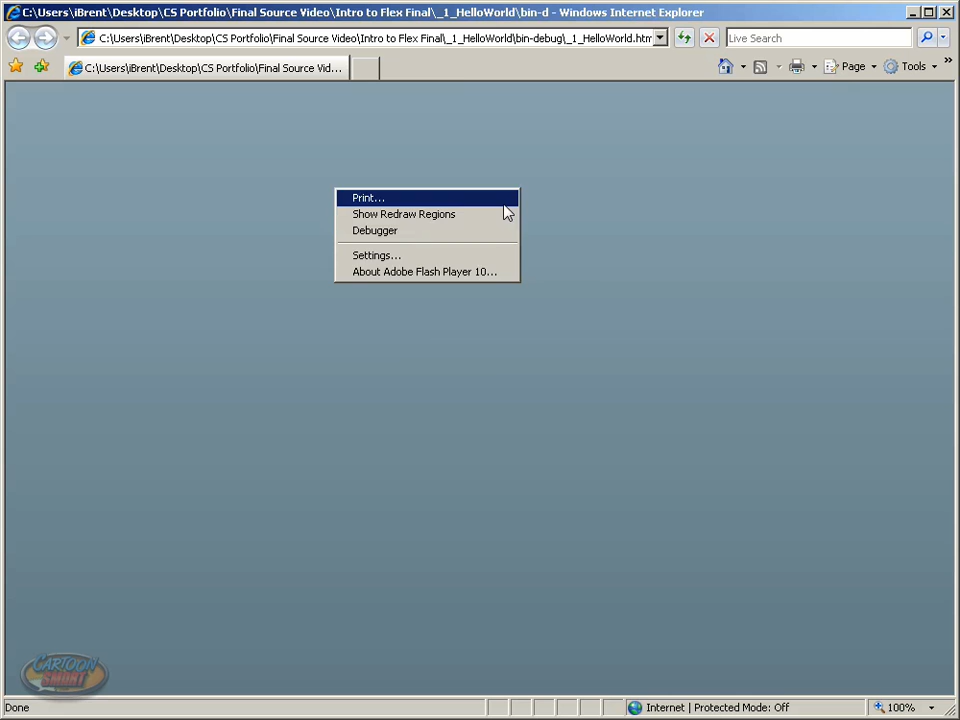 C:\Users\iBrent\Desktop\CS Portfolio\Final Source Video\Intro to Flex Final\_1_HelloWorld\bin-d - Windows Internet Explorer
C:\Users\iBrent\Desktop\CS Portfolio\Final Source Video\Intro to Flex Final\_1_HelloWorld\bin-debug\_1_HelloWorld.htm
Live Search
C:\Users\iBrent\Desktop\CS Portfolio\Final Source Vid...
Page
Tools
Print...
Show Redraw Regions
Debugger
Settings...
About Adobe Flash Player 10...
CARTOON
SMART
Done
Internet | Protected Mode: Off
100%